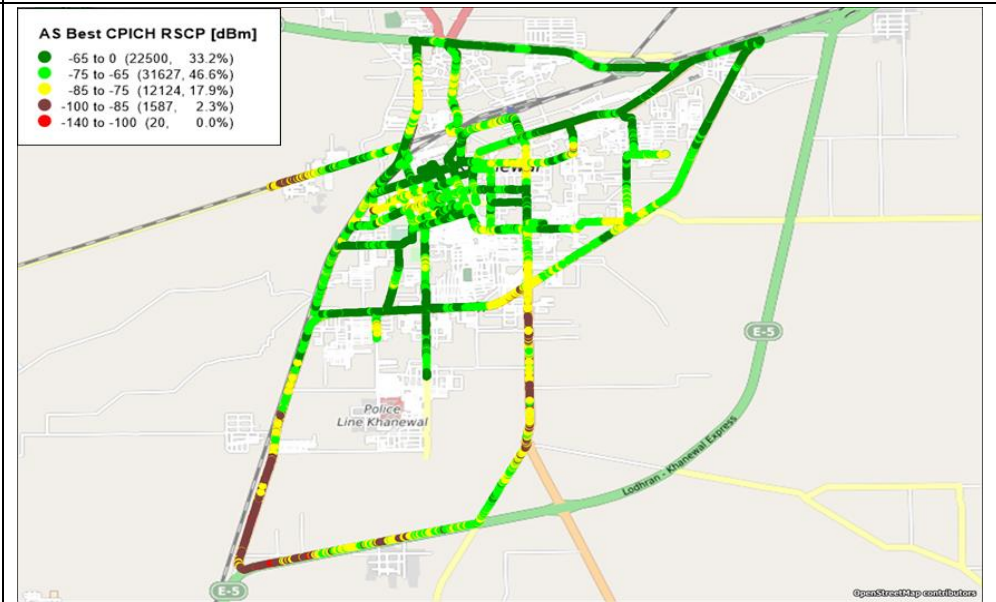 AS Best CPICH RSCP [dBm]
-65 to 0 (22500, 33.2%)
-75 to -65 (31627, 46.6%)
-85 to -75 (12124, 17.9%)
-100 to -85 (1587, 2.3%)
-140 to -100 (20, 0.0%)
E-5
Police
Line Khanewal
Lodhran - Khanewal Express
E-5
OpenStreetMap contributors